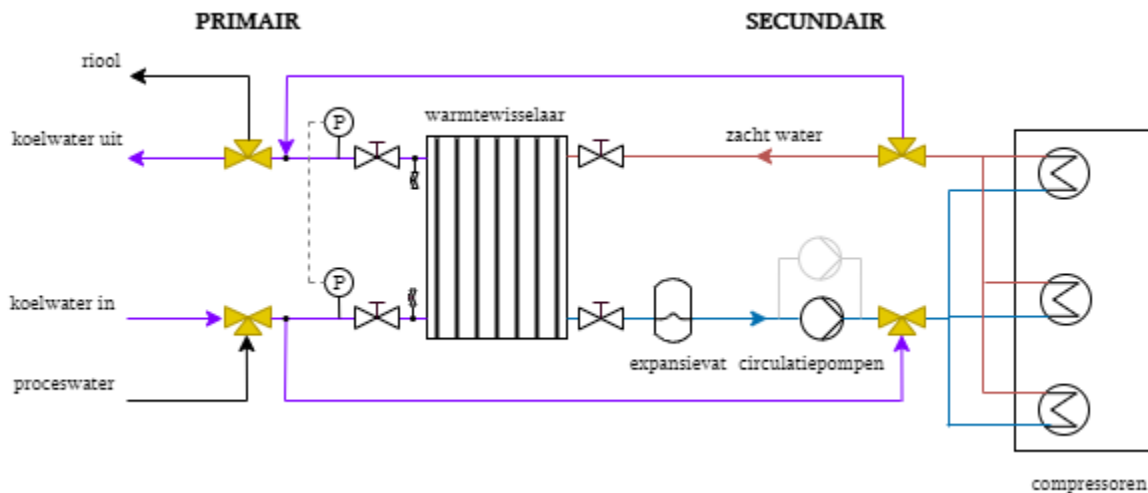 PRIMAIR
SECUNDAIR
riool
koelwater uit
P
warmtewisselaar
zacht water
koelwater in
P
proceswater
expansievat
circulatiepompen
compressoren